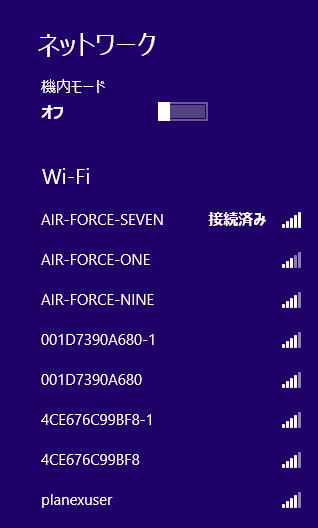 ネットワーク
機内モード
オフ
Wi-Fi
AIR-FORCE-SEVEN 接続済み
AIR-FORCE-ONE
AIR-FORCE-NINE
001D7390A680-1
001D7390A680
4CE676C99BF8-1
4CE676C99BF8
planexuser